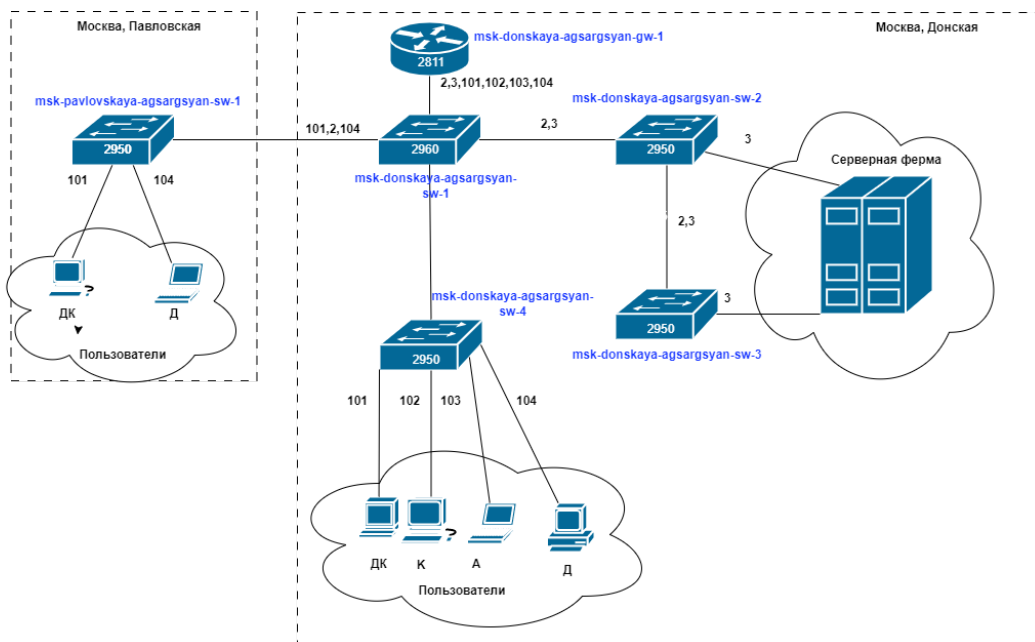 Москва, Павловская
Москва, Донская
msk-donskaya-agsargsyan-gw-1
2811
2,3,101,102,103,104
msk-pavlovskaya-agsargsyan-sw-1
msk-donskaya-agsargsyan-sw-2
2950
101,2,104
2960
2,3
2950
3
Серверная ферма
101
104
msk-donskaya-agsargsyan-
sw-1
2,3
ДК
?
Д
Пользователи
msk-donskaya-agsargsyan-
sw-4
2950
3
2950
msk-donskaya-agsargsyan-sw-3
101
102
103
104
ДК
К
?
А
Д
Пользователи